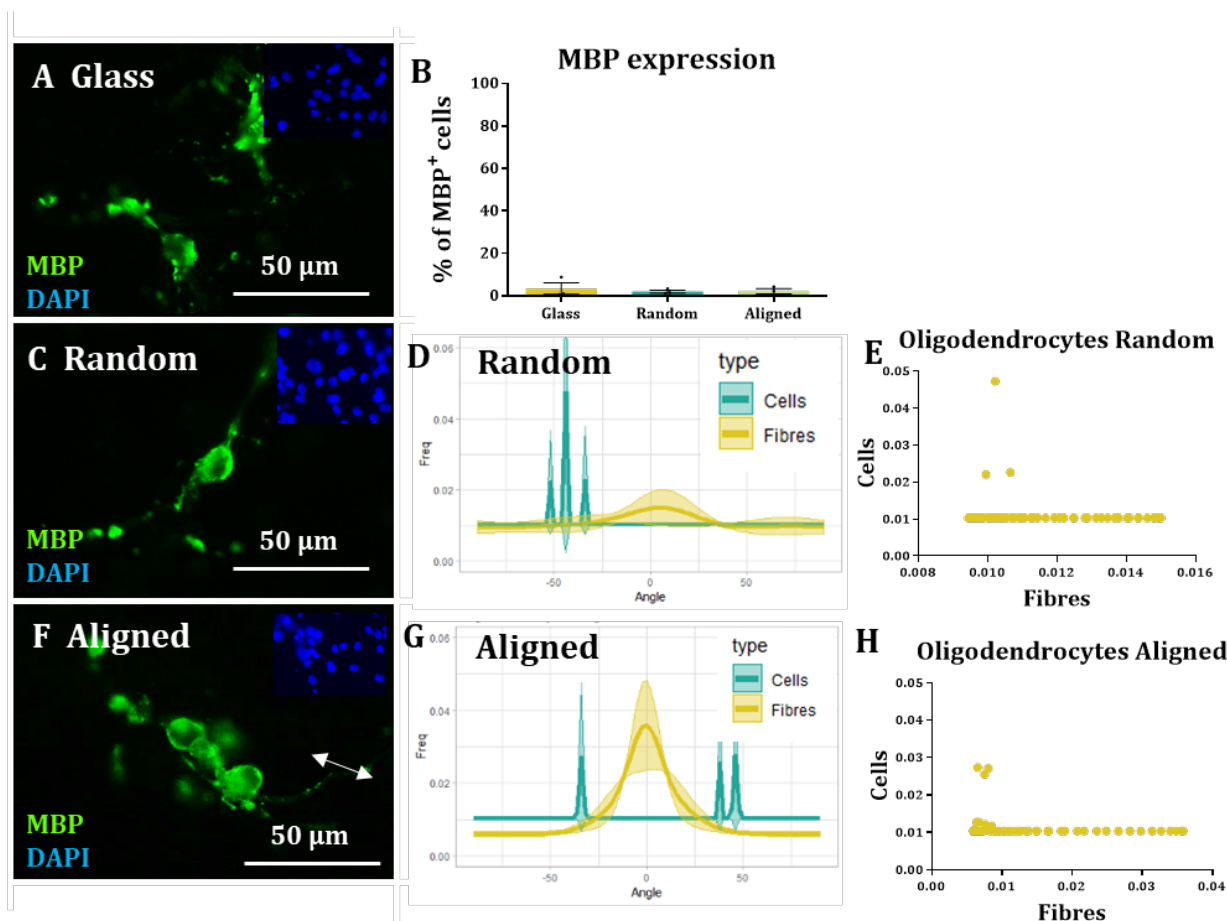 A Glass
MBP
DAPI
50 µm
B
MBP expression
% of MBP⁺ cells
100
80
60
40
20
0
Glass
Random
Aligned
C Random
MBP
DAPI
50 µm
D
Random
type
Cells
Fibres
Freq
0.06
0.04
0.02
0.00
-50
0
50
Angle
E
Oligodendrocytes Random
Cells
0.05
0.04
0.03
0.02
0.01
0.00
0.008
0.010
0.012
0.014
0.016
Fibres
F Aligned
MBP
DAPI
50 µm
G
Aligned
type
Cells
Fibres
Freq
0.06
0.04
0.02
0.00
-50
0
50
Angle
H
Oligodendrocytes Aligned
Cells
0.05
0.04
0.03
0.02
0.01
0.00
0.00
0.01
0.02
0.03
0.04
Fibres